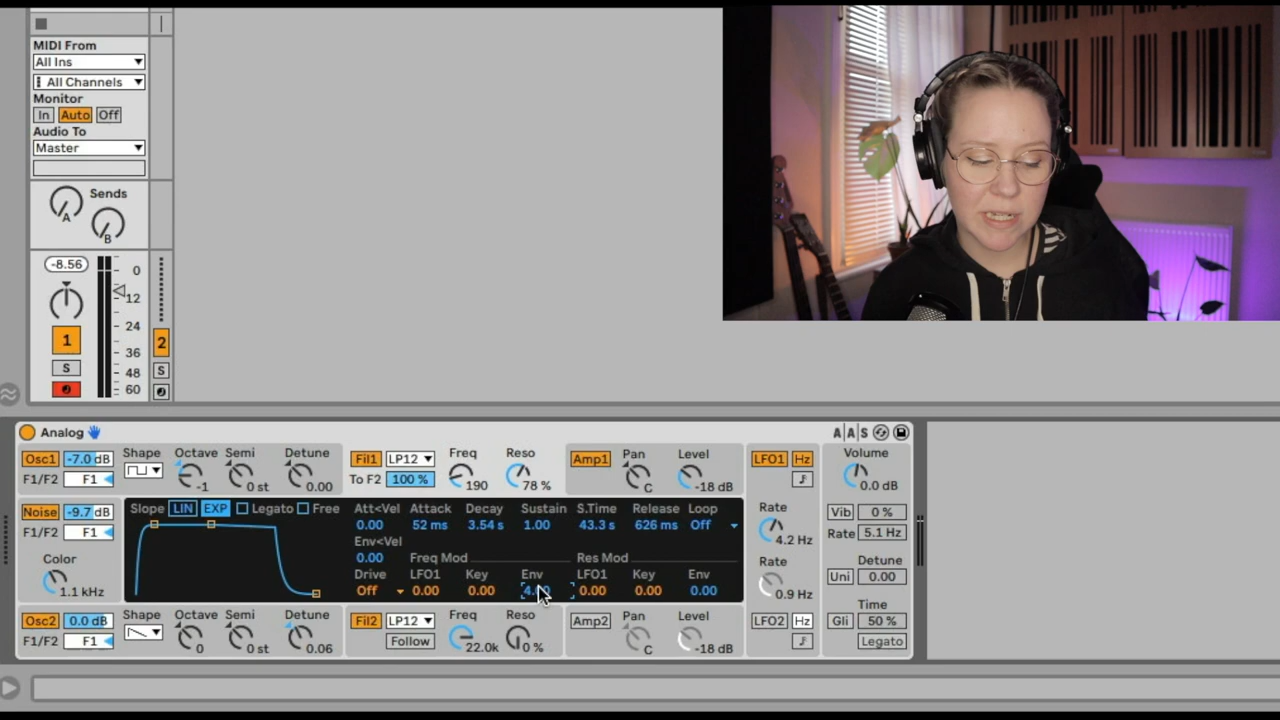 MIDI From
All Ins
All Channels
Monitor
In Auto Off
Audio To
Master
Sends
A
B
-8.56
0
12
24
36
48
60
1
S
2
S
Analog
A A S
Osc1 -7.0 dB Shape Octave Semi Detune
F1/F2 F1 -1 0 st 0.00
Fil1 LP12 Freq Reso
To F2 100 % 190 78 %
Amp1 Pan Level
C -18 dB
LFO1 Hz
Volume
0.0 dB
Noise -9.7 dB
F1/F2 F1
Color
1.1 kHz
Slope LIN EXP Legato Free Att<Vel Attack Decay Sustain S.Time Release Loop
0.00 52 ms 3.54 s 1.00 43.3 s 626 ms Off
Env<Vel
0.00 Freq Mod Res Mod
Drive LFO1 Key Env LFO1 Key Env
Off 0.00 0.00 0.00 0.00 0.00
Rate
4.2 Hz
Rate
0.9 Hz
Vib 0 %
Rate 5.1 Hz
Detune
Uni 0.00
Time
Osc2 0.0 dB Shape Octave Semi Detune
F1/F2 F1 0 0 st 0.06
Fil2 LP12 Freq Reso
Follow 22.0k 0 %
Amp2 Pan Level
C -18 dB
LFO2 Hz
Gli 50 %
Legato